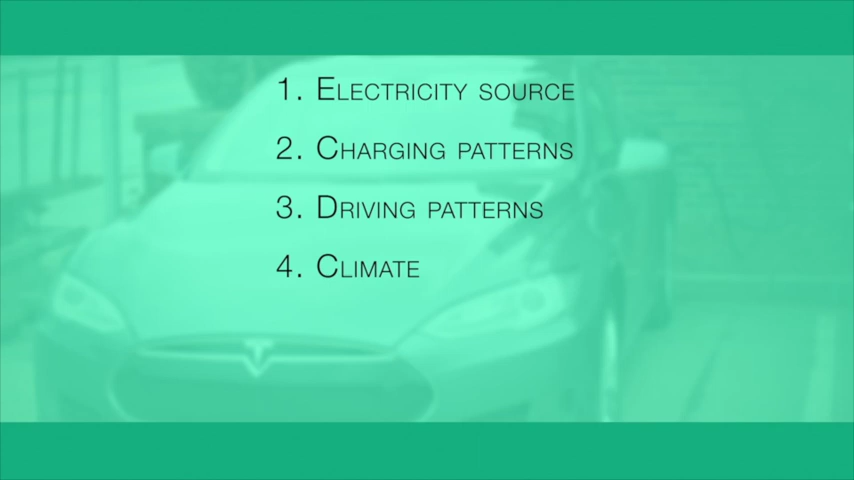 1. Electricity source
2. Charging patterns
3. Driving patterns
4. Climate